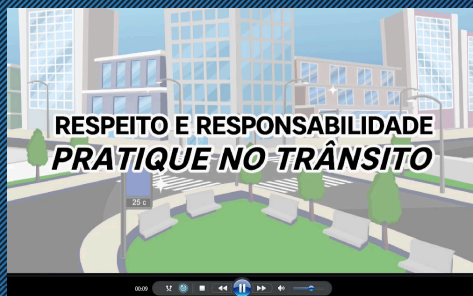 RESPEITO E RESPONSABILIDADE
PRATIQUE NO TRÂNSITO
25 c
00:09